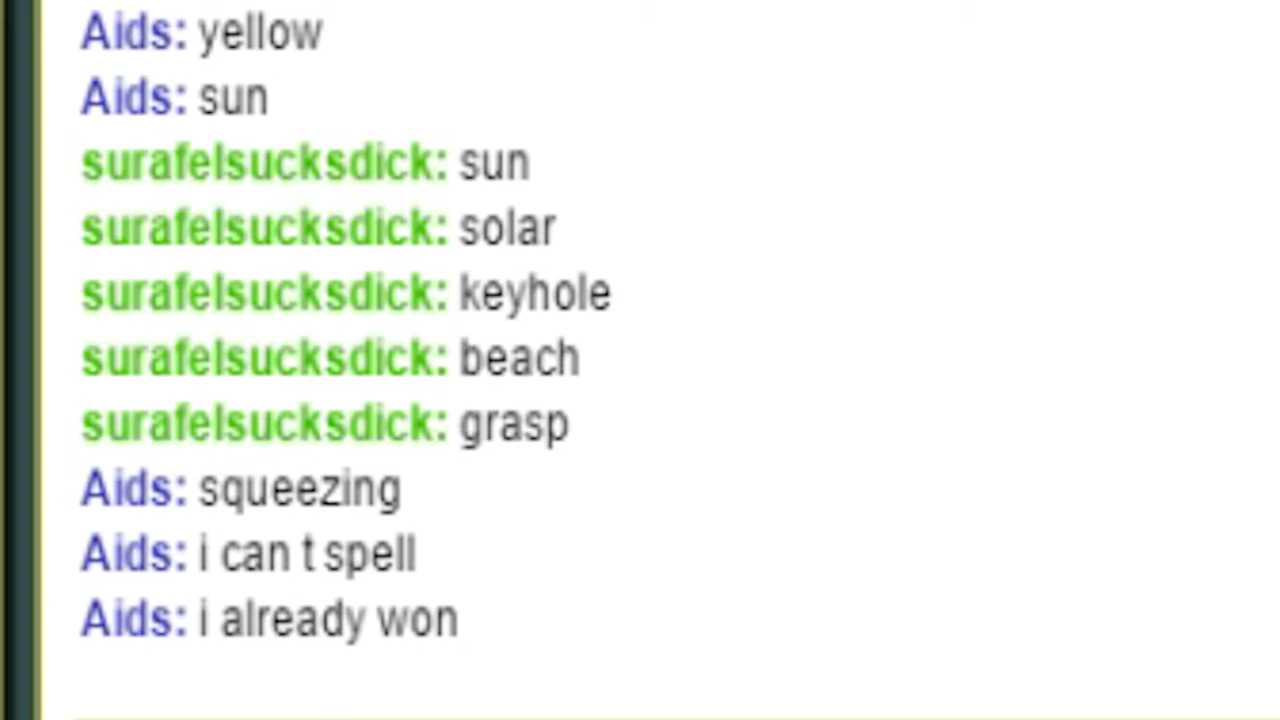 Aids: yellow
Aids: sun
surafelsucksdick: sun
surafelsucksdick: solar
surafelsucksdick: keyhole
surafelsucksdick: beach
surafelsucksdick: grasp
Aids: squeezing
Aids: i can t spell
Aids: i already won